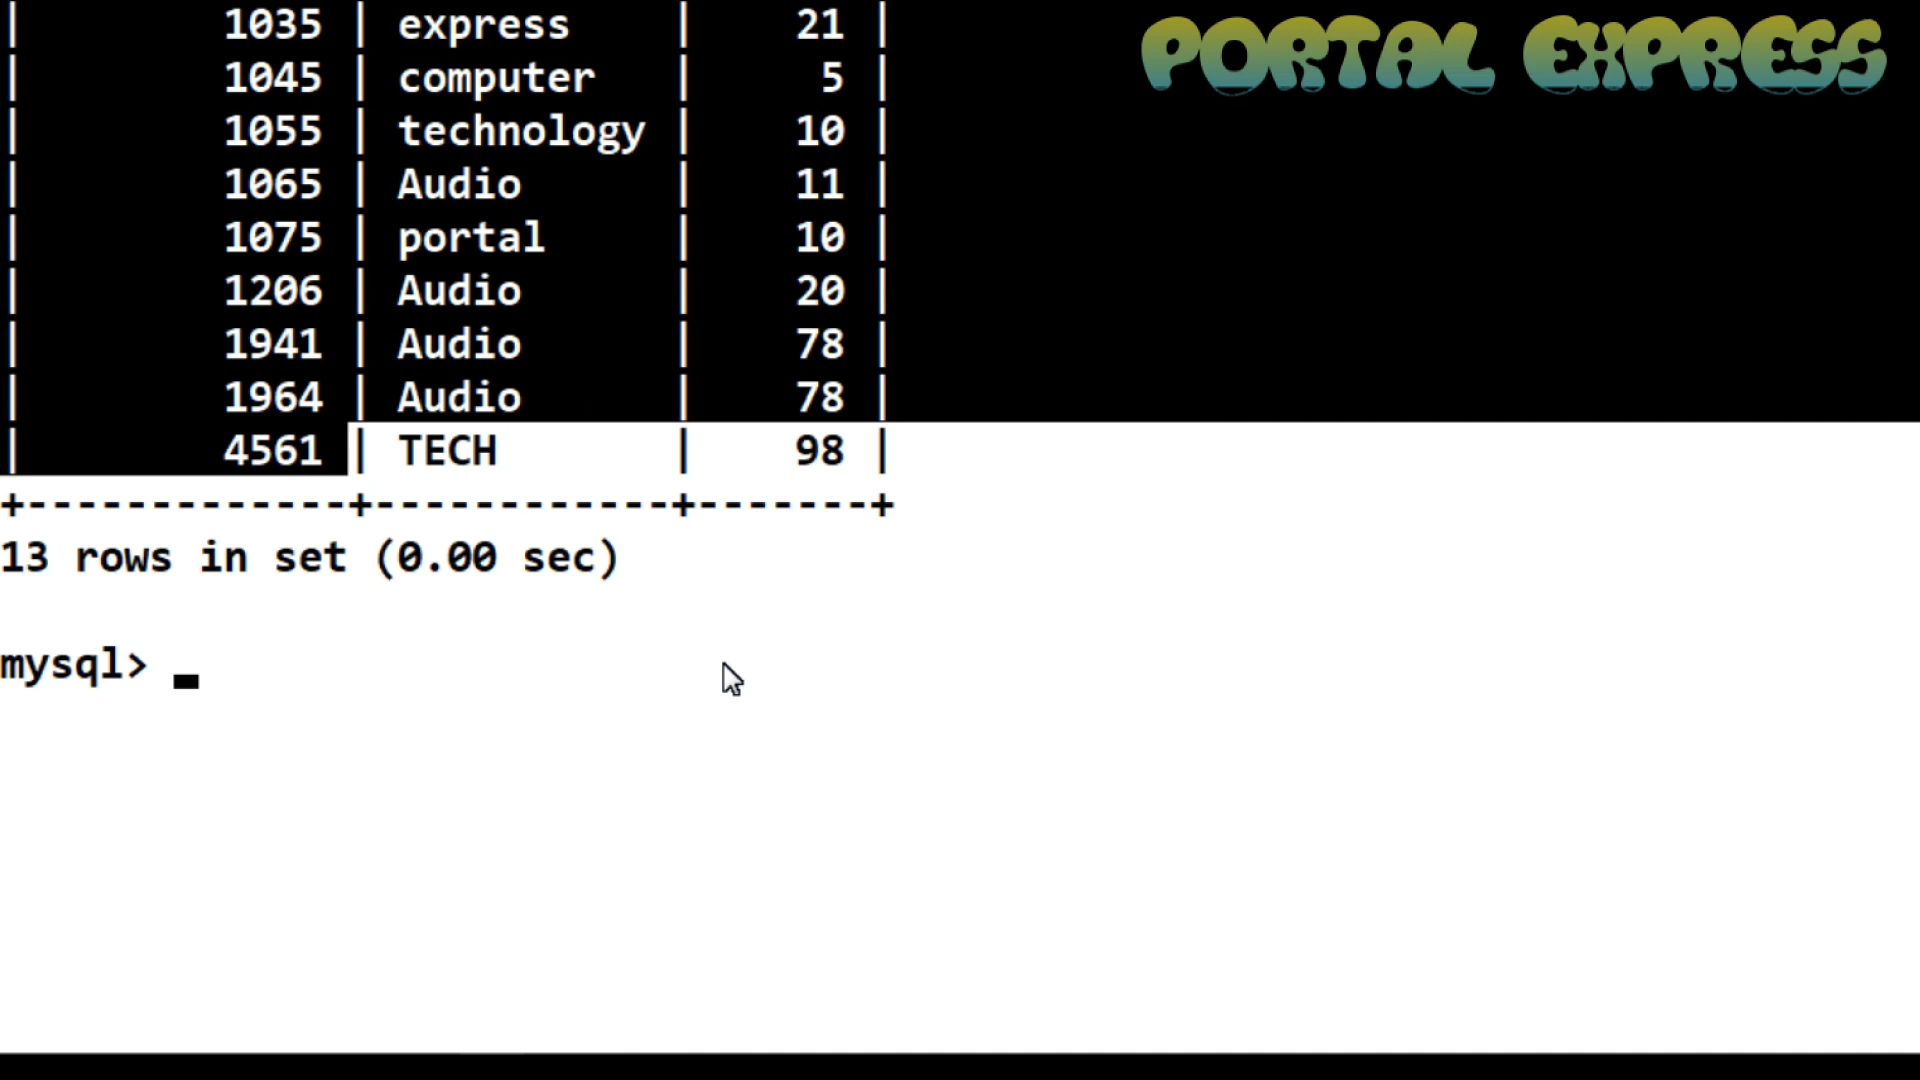 PORTAL EXPRESS
| 1035 | express | 21 |
| 1045 | computer | 5 |
| 1055 | technology | 10 |
| 1065 | Audio | 11 |
| 1075 | portal | 10 |
| 1206 | Audio | 20 |
| 1941 | Audio | 78 |
| 1964 | Audio | 78 |
| 4561 | TECH | 98 |
+-------------+------------+-------+
13 rows in set (0.00 sec)
mysql> _